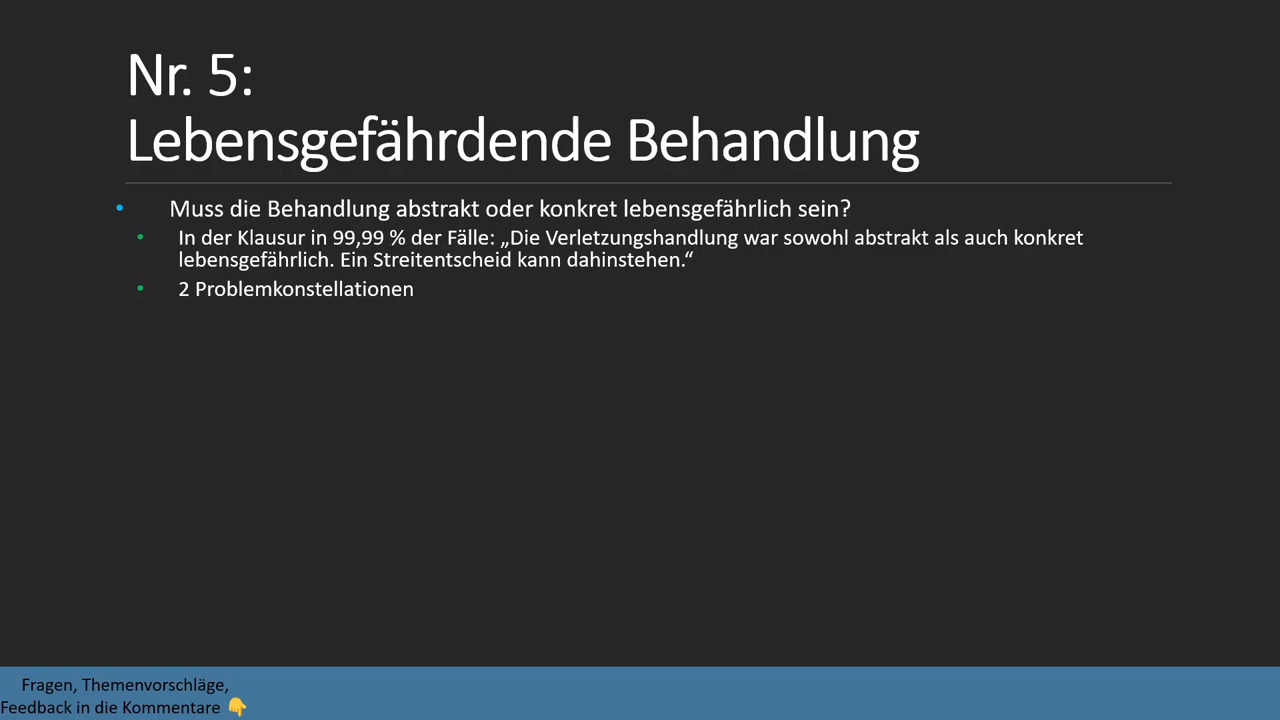 Nr. 5:
Lebensgefährdende Behandlung
• Muss die Behandlung abstrakt oder konkret lebensgefährlich sein?
• In der Klausur in 99,99 % der Fälle: „Die Verletzungshandlung war sowohl abstrakt als auch konkret
lebensgefährlich. Ein Streitentscheid kann dahinstehen.“
• 2 Problemkonstellationen
Fragen, Themenvorschläge,
Feedback in die Kommentare 👇